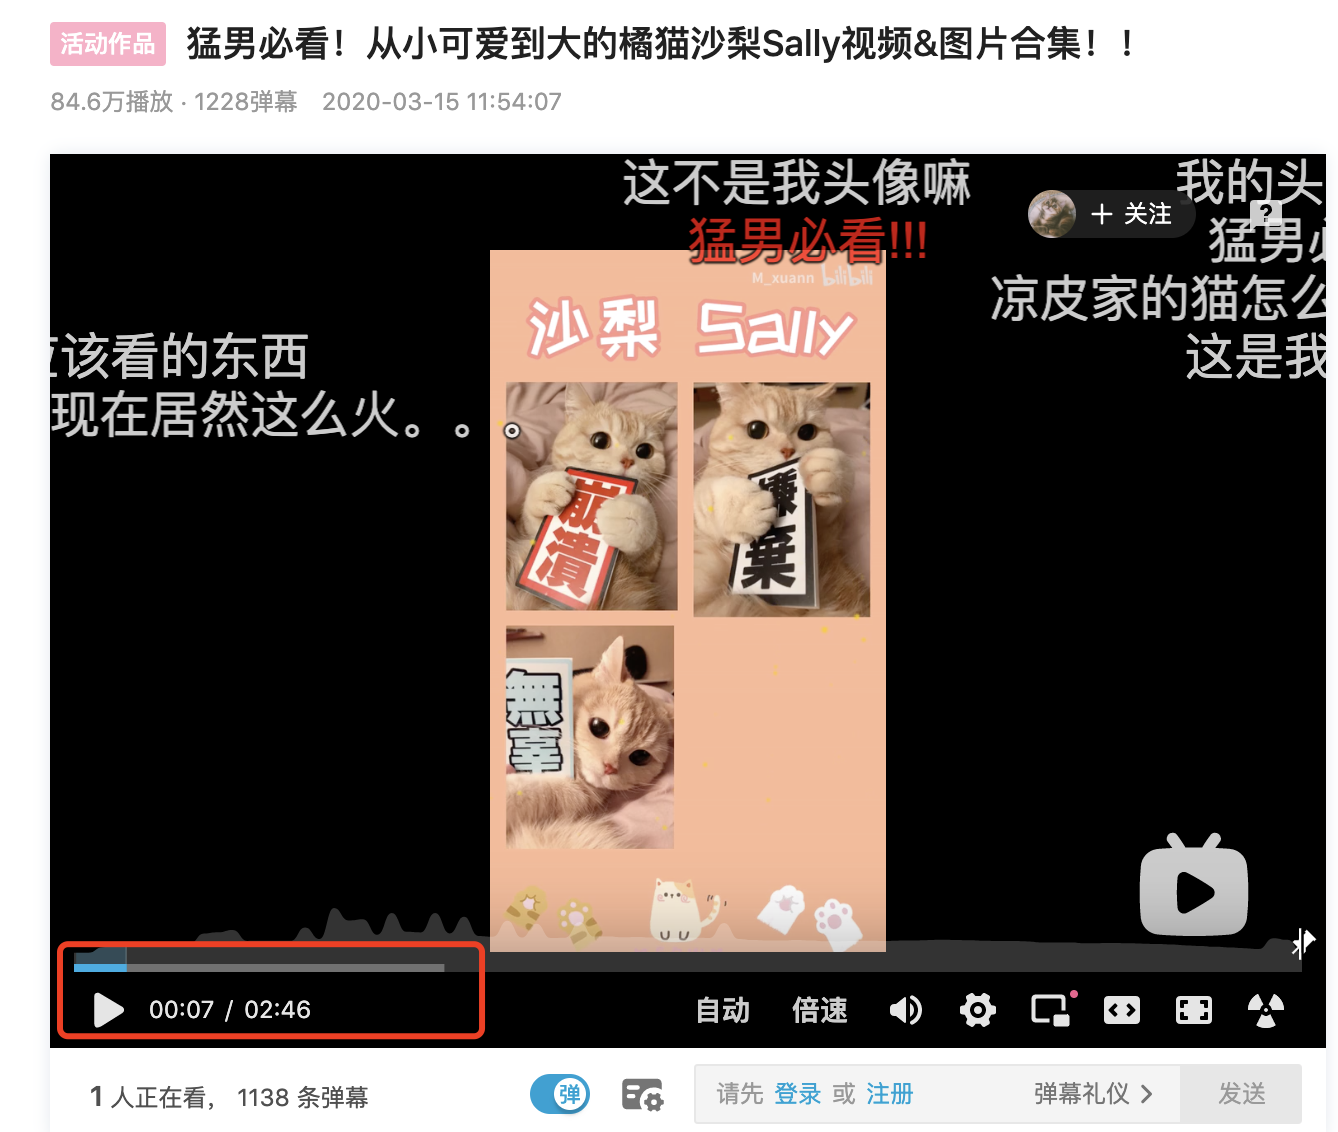 活动作品 猛男必看！从小可爱到大的橘猫沙梨Sally视频&图片合集！！
84.6万播放 · 1228弹幕 2020-03-15 11:54:07
这不是我头像嘛
我的头
+ 关注
?
猛男必看!!!
猛男必
M_xuann bilibili
凉皮家的猫怎么
沙梨 Sally
应该看的东西
这是我
现在居然这么火。。
崩潰
嫌棄
無辜
00:07 / 02:46
自动 倍速
1 人正在看， 1138 条弹幕
弹
请先 登录 或 注册
弹幕礼仪 >
发送